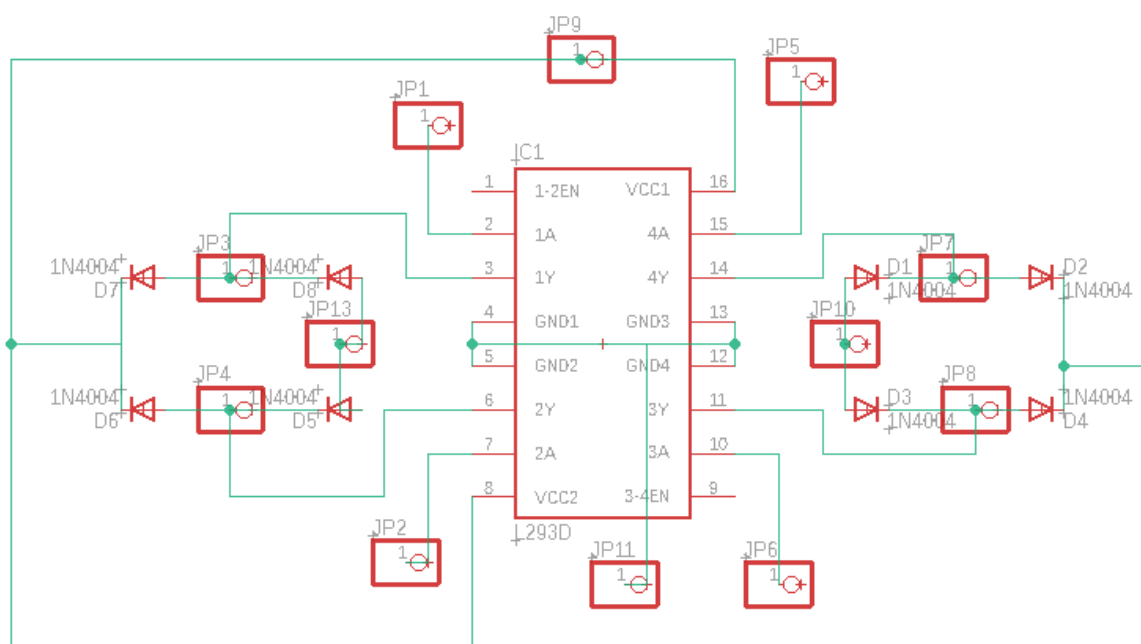 JP9
1
JP5
1
JP1
1
IC1
1 1-2EN VCC1 16
2 1A 4A 15
3 1Y 4Y 14
4 GND1 GND3 13
5 GND2 GND4 12
6 2Y 3Y 11
7 2A 3A 10
8 VCC2 3-4EN 9
L293D
1N4004
D7
JP3
1
1N4004
D8
JP13
1
1N4004
D6
JP4
1
1N4004
D5
D1
1N4004
JP7
1
D2
1N4004
JP10
1
D3
1N4004
JP8
1
1N4004
D4
JP2
1
JP11
1
JP6
1